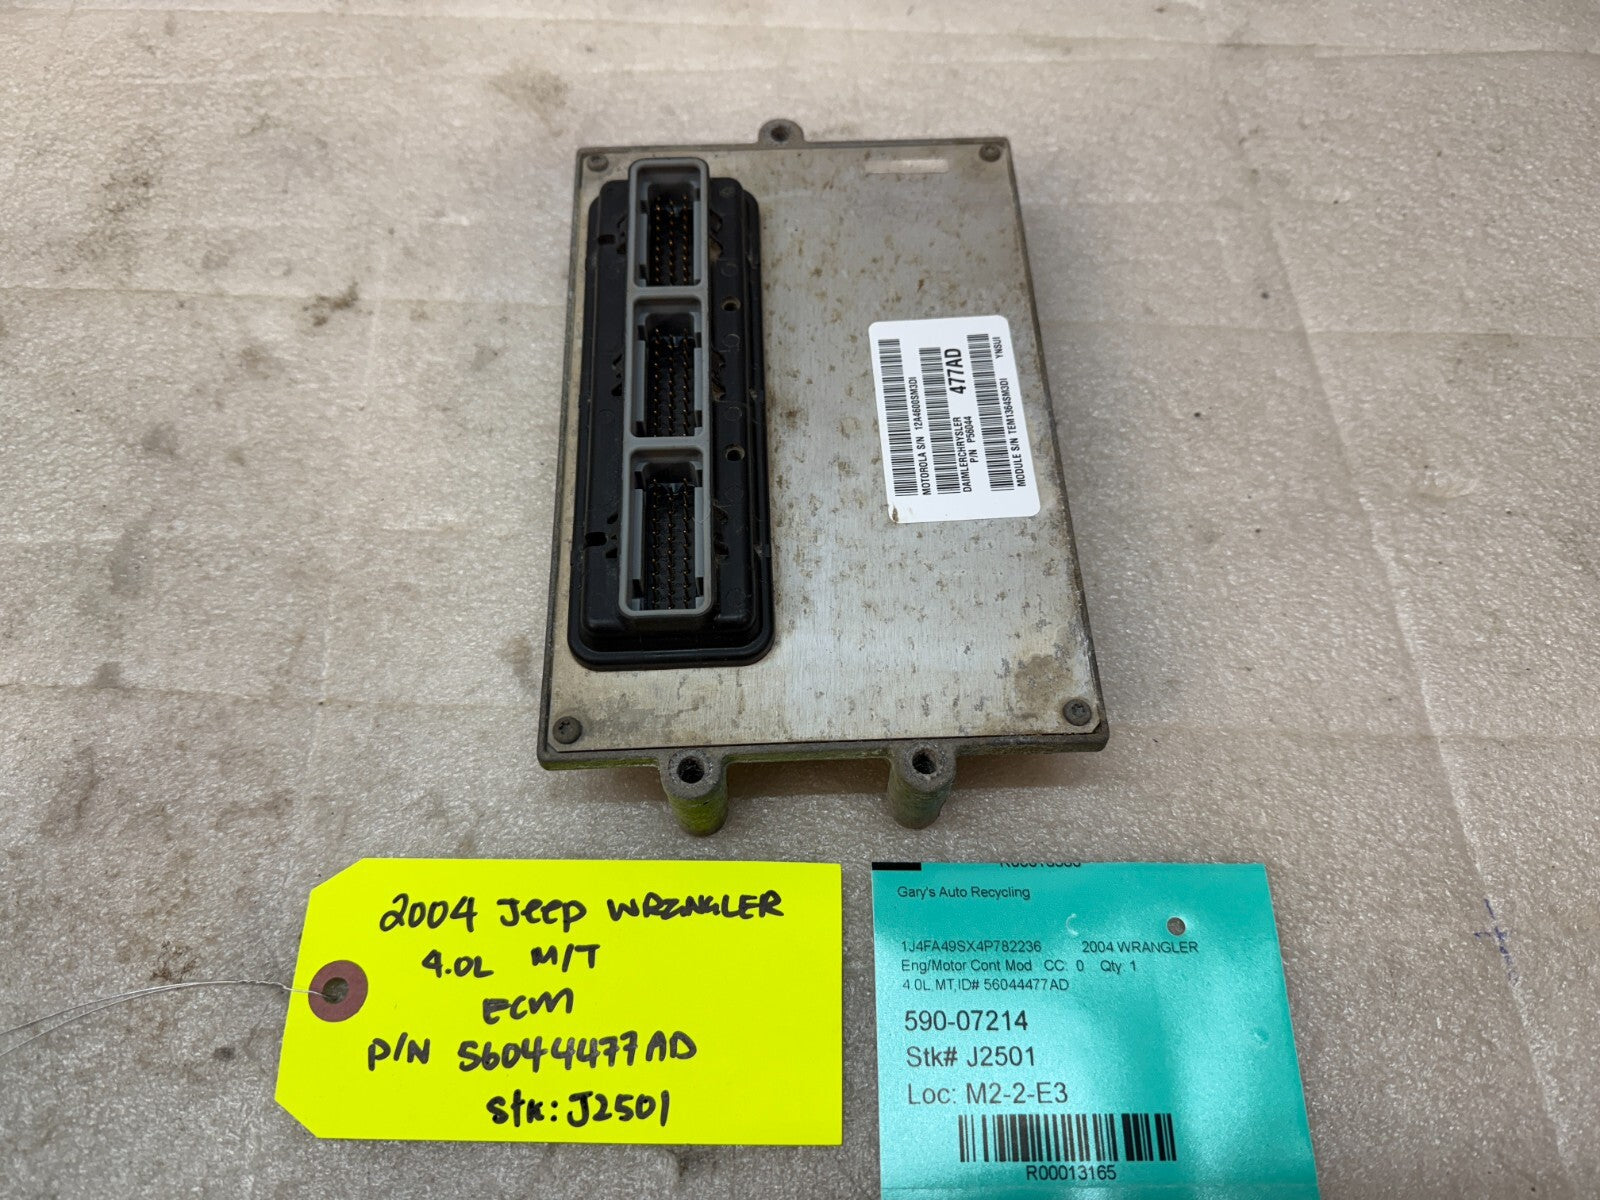 MOTOROLA S/N 12A4600SM3DI
DAIMLERCHRYSLER
P/N P56044 477AD
MODULE S/N TEM1364SM3DI YNSUI
2004 Jeep WRANGLER
4.0L M/T
ECM
P/N 56044477AD
Stk: J2501
Gary's Auto Recycling
1J4FA49SX4P782236 2004 WRANGLER
Eng/Motor Cont Mod CC: 0 Qty: 1
4.0L,MT,ID# 56044477AD
590-07214
Stk# J2501
Loc: M2-2-E3
R00013165